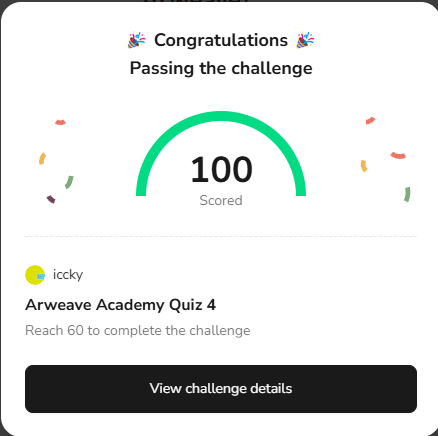 🎉 Congratulations 🎉
Passing the challenge
100
Scored
iccky
Arweave Academy Quiz 4
Reach 60 to complete the challenge
View challenge details